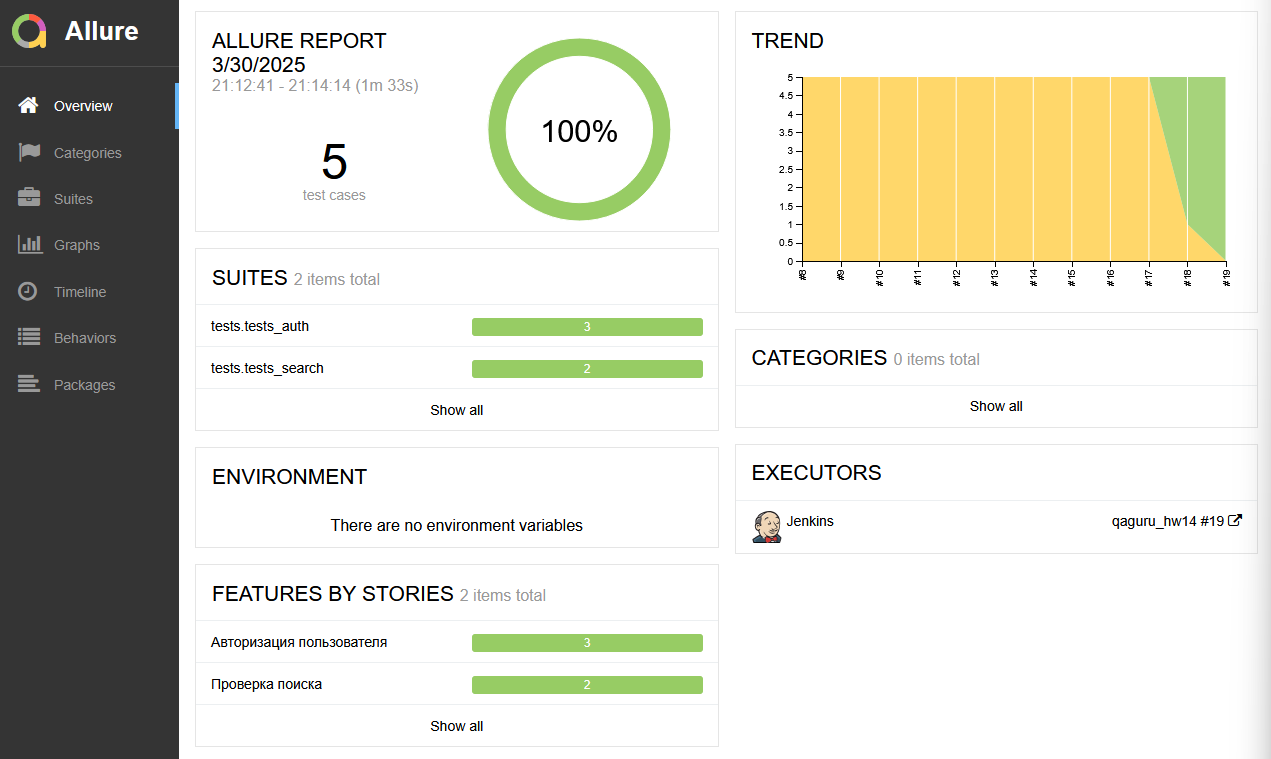 Allure
Overview
Categories
Suites
Graphs
Timeline
Behaviors
Packages
ALLURE REPORT
3/30/2025
21:12:41 - 21:14:14 (1m 33s)
5
test cases
100%
SUITES 2 items total
tests.tests_auth 3
tests.tests_search 2
Show all
ENVIRONMENT
There are no environment variables
FEATURES BY STORIES 2 items total
Авторизация пользователя 3
Проверка поиска 2
Show all
TREND
5
4.5
4
3.5
3
2.5
2
1.5
1
0.5
0
#8 #9 #10 #11 #12 #13 #14 #15 #16 #17 #18 #19
CATEGORIES 0 items total
Show all
EXECUTORS
Jenkins qaguru_hw14 #19